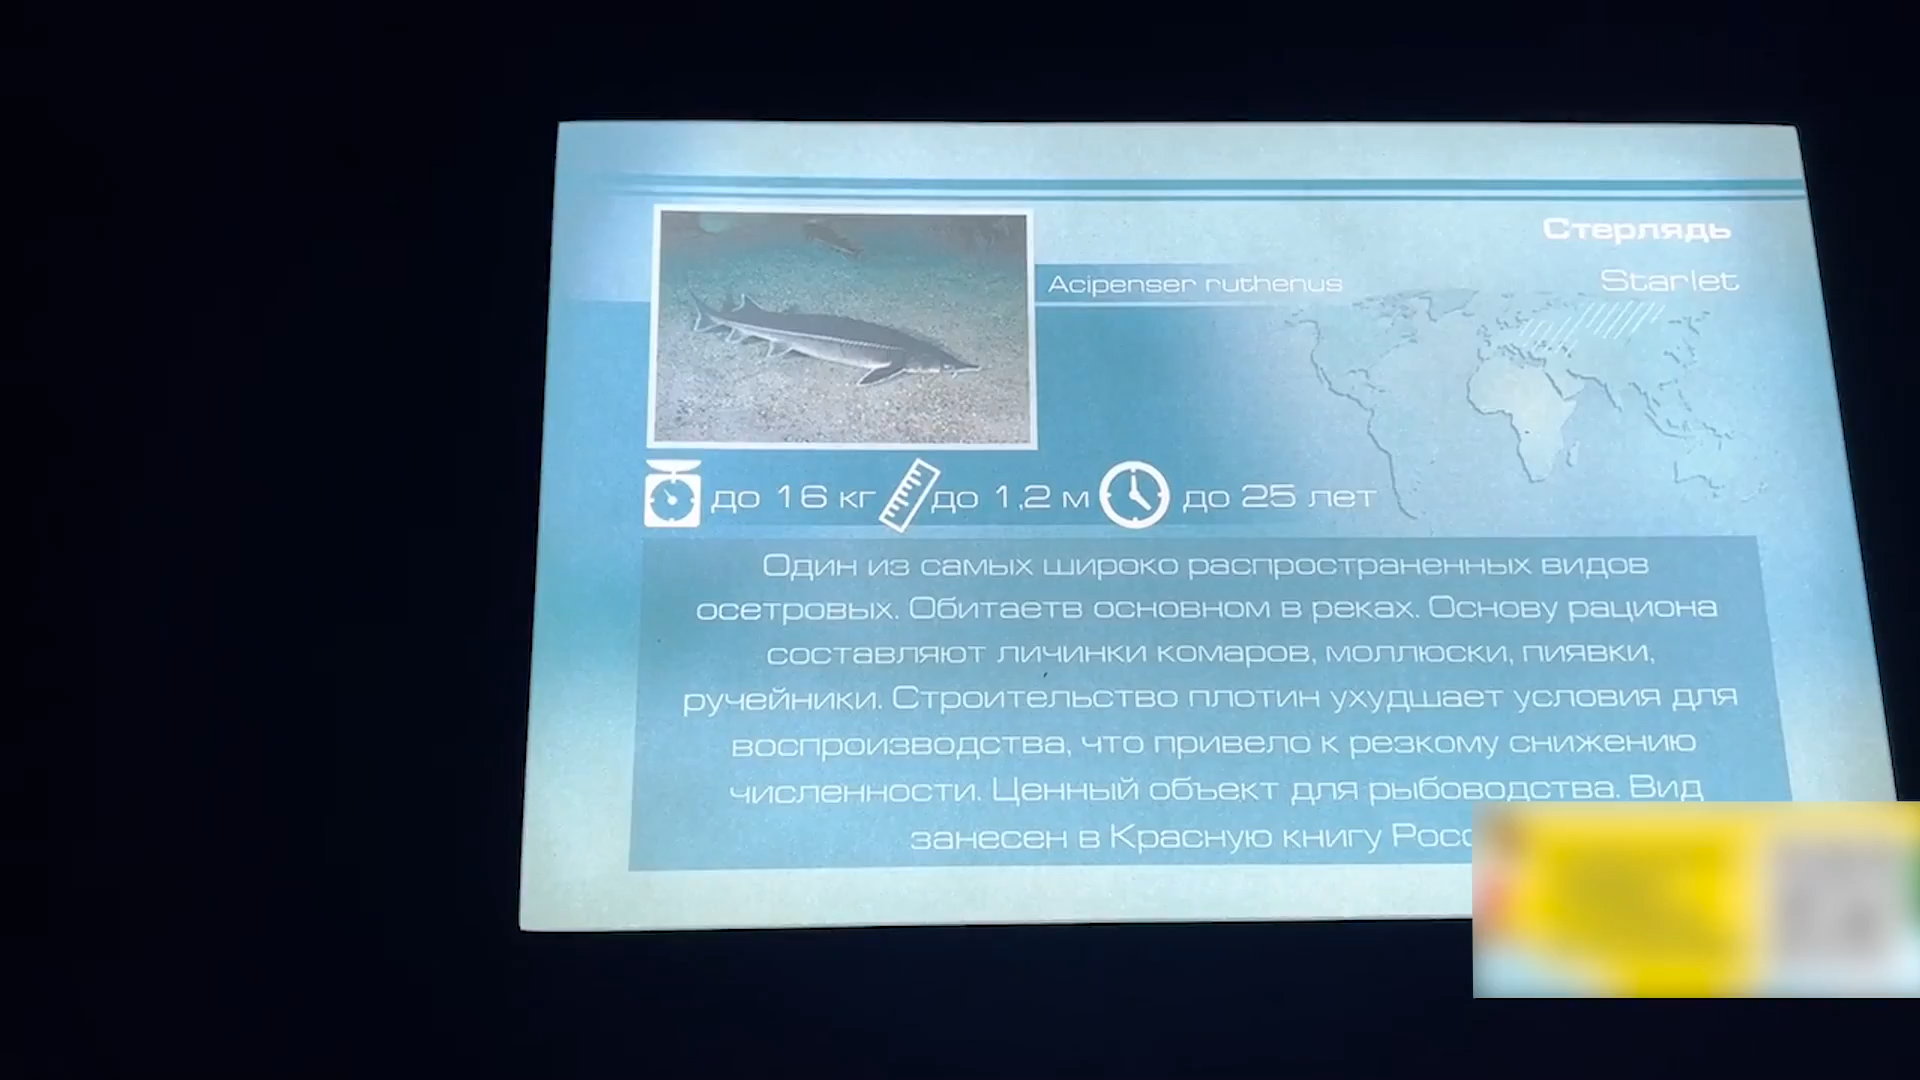 Стерлядь
Acipenser ruthenus
Starlet
до 16 кг до 1,2 м до 25 лет
Один из самых широко распространенных видов
осетровых. Обитаетв основном в реках. Основу рациона
составляют личинки комаров, моллюски, пиявки,
ручейники. Строительство плотин ухудшает условия для
воспроизводства, что привело к резкому снижению
численности. Ценный объект для рыбоводства. Вид
занесен в Красную книгу